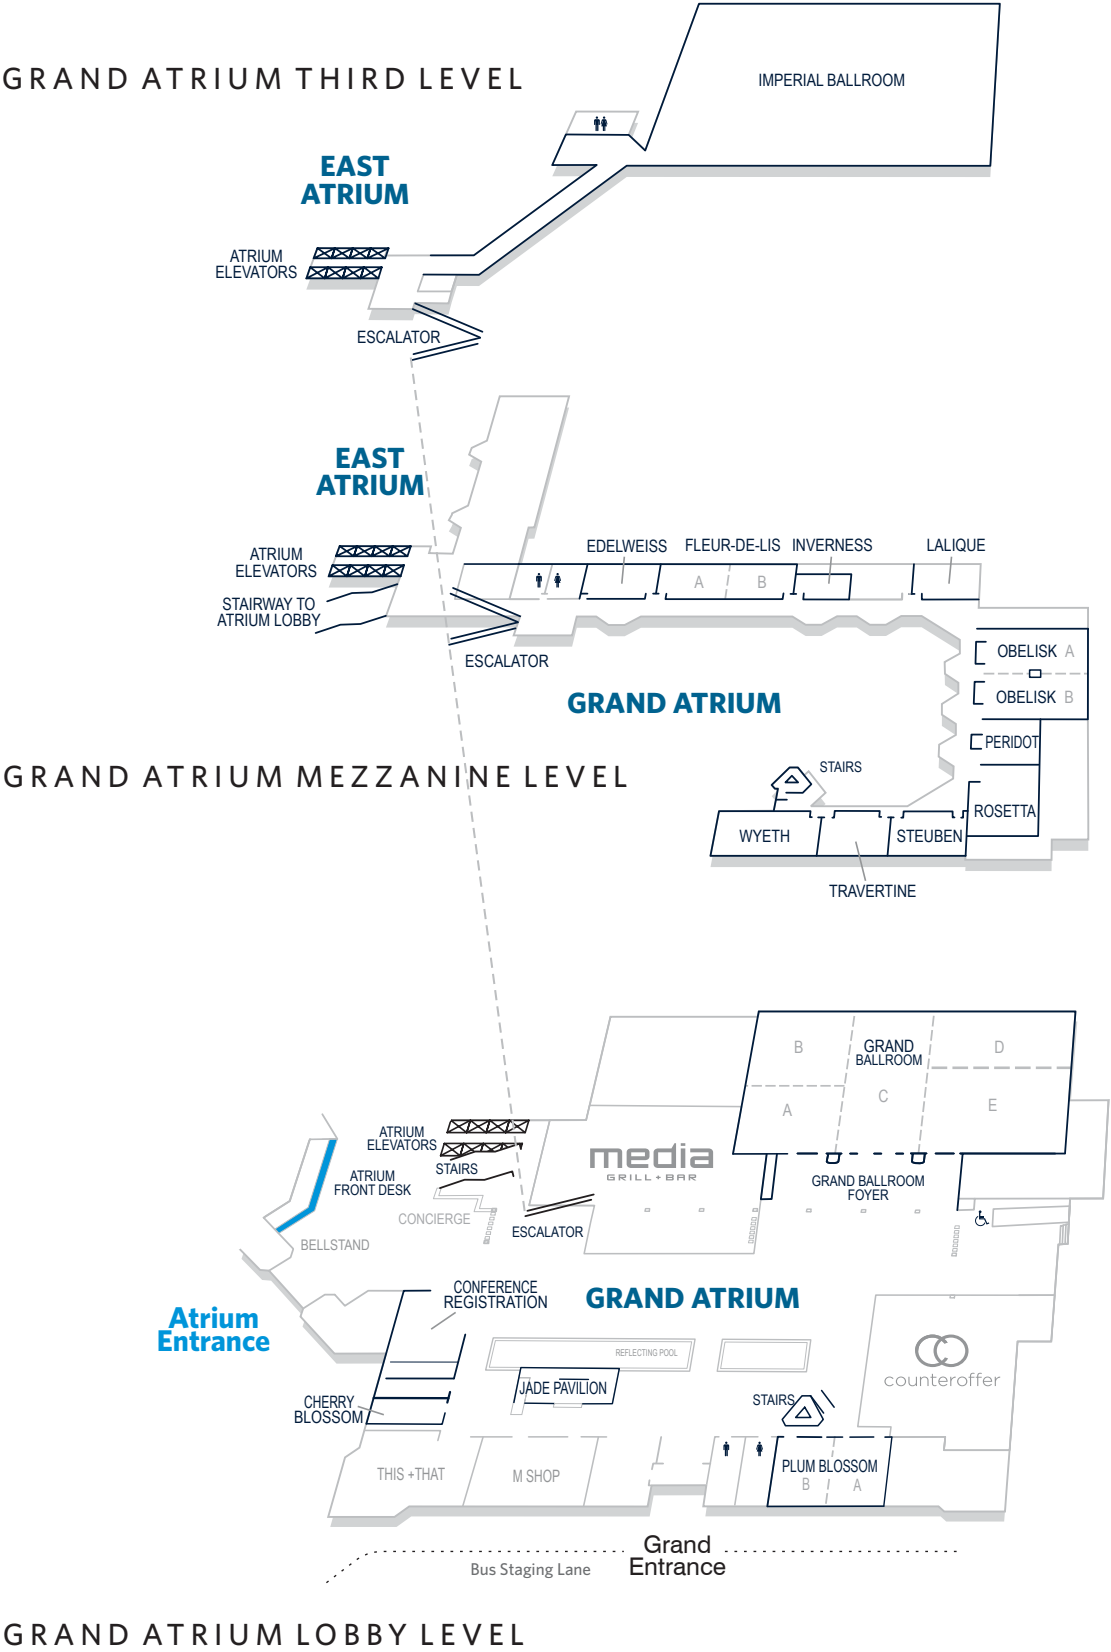 GRAND ATRIUM THIRD LEVEL
IMPERIAL BALLROOM
EAST
ATRIUM
ATRIUM
ELEVATORS
ESCALATOR
EAST
ATRIUM
ATRIUM
ELEVATORS
STAIRWAY TO
ATRIUM LOBBY
ESCALATOR
EDELWEISS
FLEUR-DE-LIS
A
B
INVERNESS
LALIQUE
OBELISK A
OBELISK B
PERIDOT
ROSETTA
GRAND ATRIUM
STAIRS
WYETH
STEUBEN
TRAVERTINE
GRAND ATRIUM MEZZANINE LEVEL
B
GRAND
BALLROOM
D
A
C
E
ATRIUM
ELEVATORS
STAIRS
media
GRILL + BAR
ATRIUM
FRONT DESK
GRAND BALLROOM
FOYER
CONCIERGE
ESCALATOR
BELLSTAND
CONFERENCE
REGISTRATION
GRAND ATRIUM
Atrium
Entrance
REFLECTING POOL
counteroffer
JADE PAVILION
STAIRS
CHERRY
BLOSSOM
THIS +THAT
M SHOP
PLUM BLOSSOM
B
A
Grand
Entrance
Bus Staging Lane
GRAND ATRIUM LOBBY LEVEL